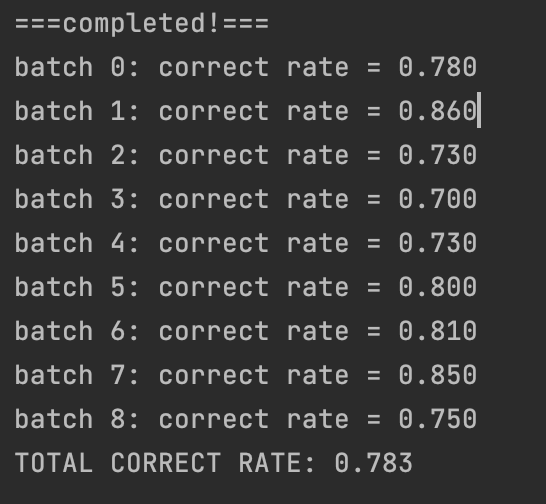 ===completed!===
batch 0: correct rate = 0.780
batch 1: correct rate = 0.860
batch 2: correct rate = 0.730
batch 3: correct rate = 0.700
batch 4: correct rate = 0.730
batch 5: correct rate = 0.800
batch 6: correct rate = 0.810
batch 7: correct rate = 0.850
batch 8: correct rate = 0.750
TOTAL CORRECT RATE: 0.783